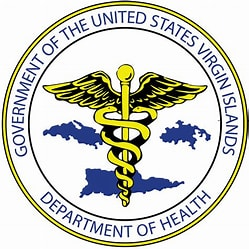 GOVERNMENT OF THE UNITED STATES VIRGIN ISLANDS
DEPARTMENT OF HEALTH